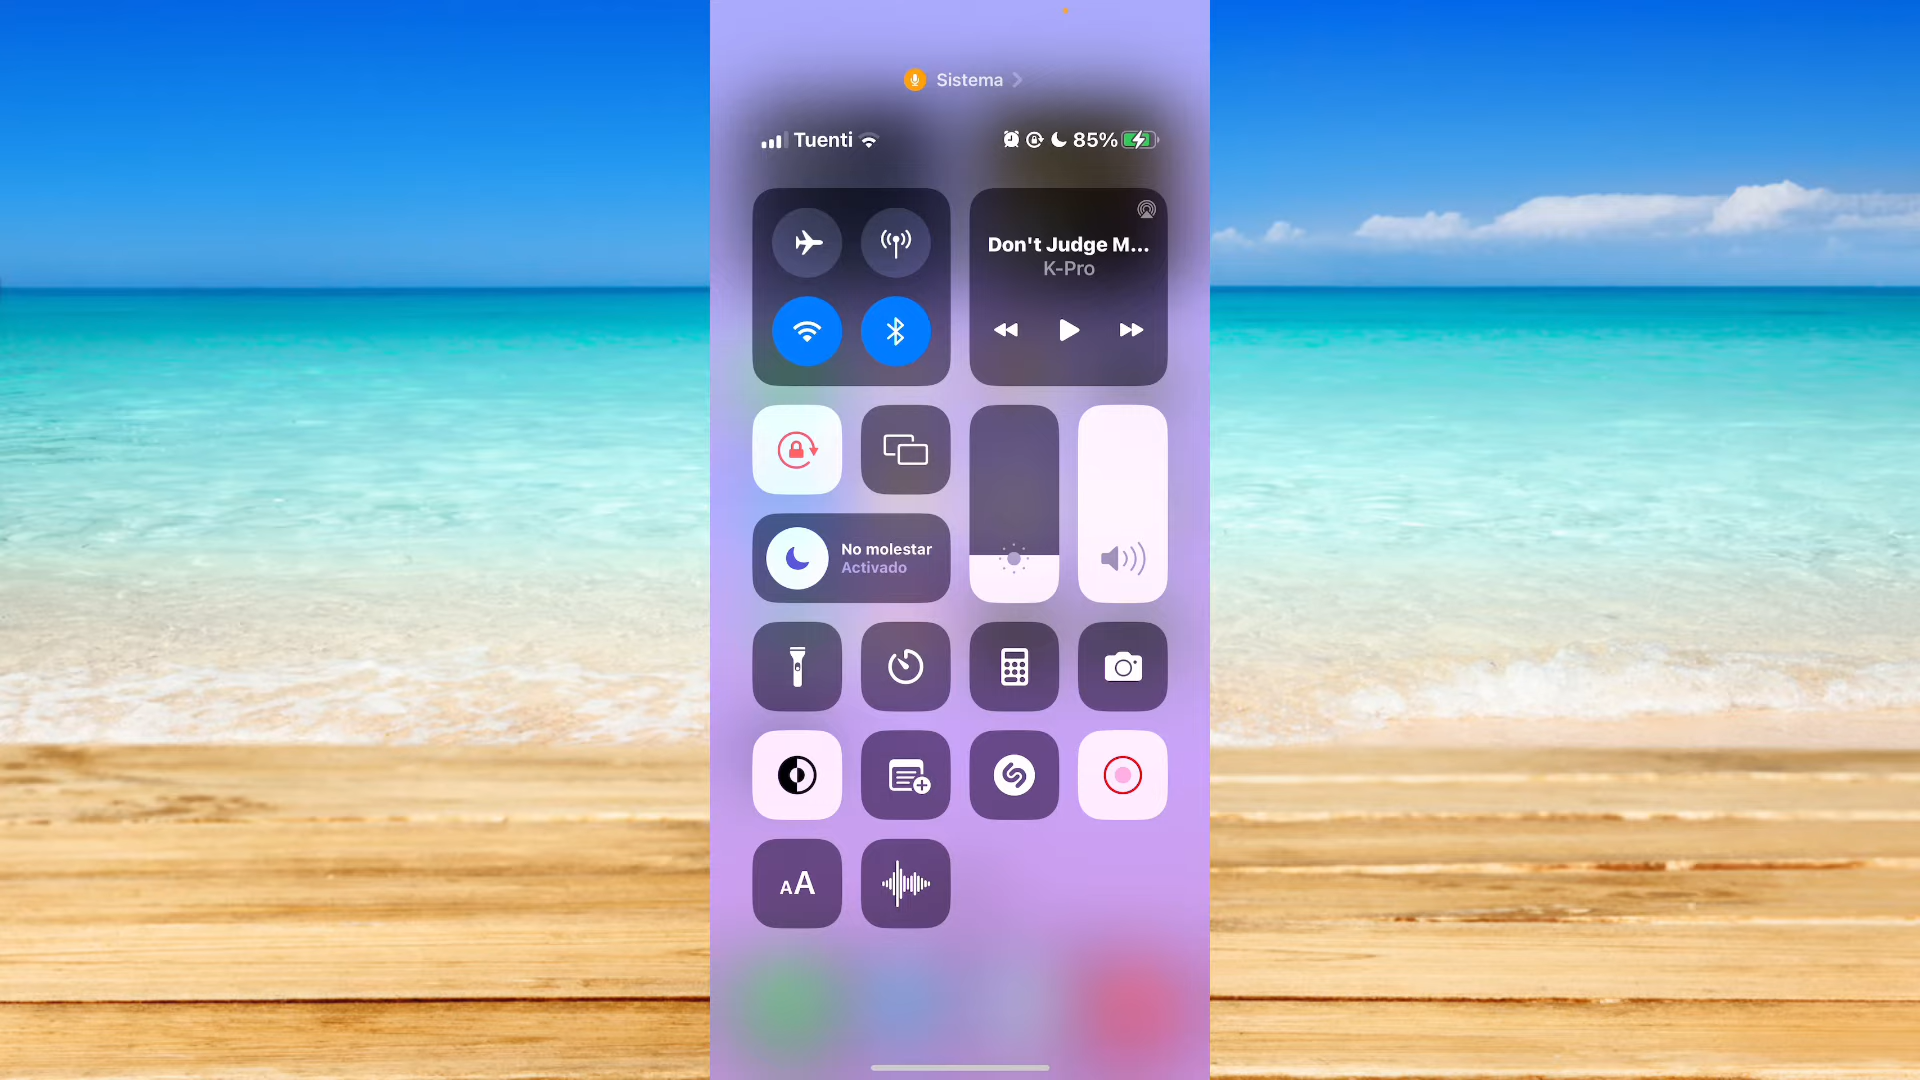 Sistema
Tuenti
85%
Don't Judge M...
K-Pro
No molestar
Activado
AA